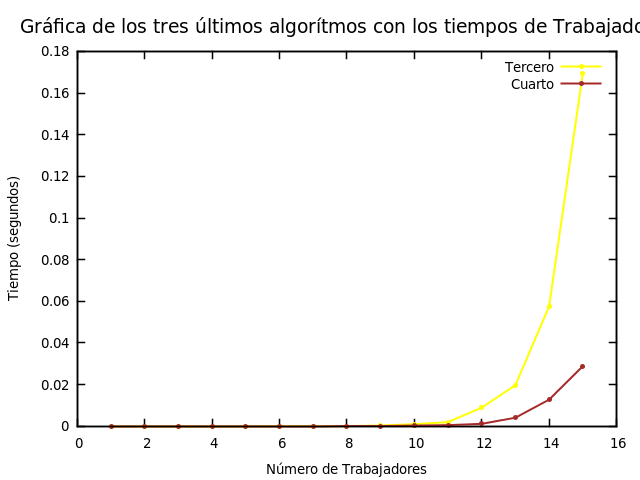 Gráfica de los tres últimos algorítmos con los tiempos de
Tercero
Cuarto
0.18
0.16
0.14
0.12
0.1
0.08
0.06
0.04
0.02
0
Tiempo (segundos)
0 2 4 6 8 10 12 14 16
Número de Trabajadores